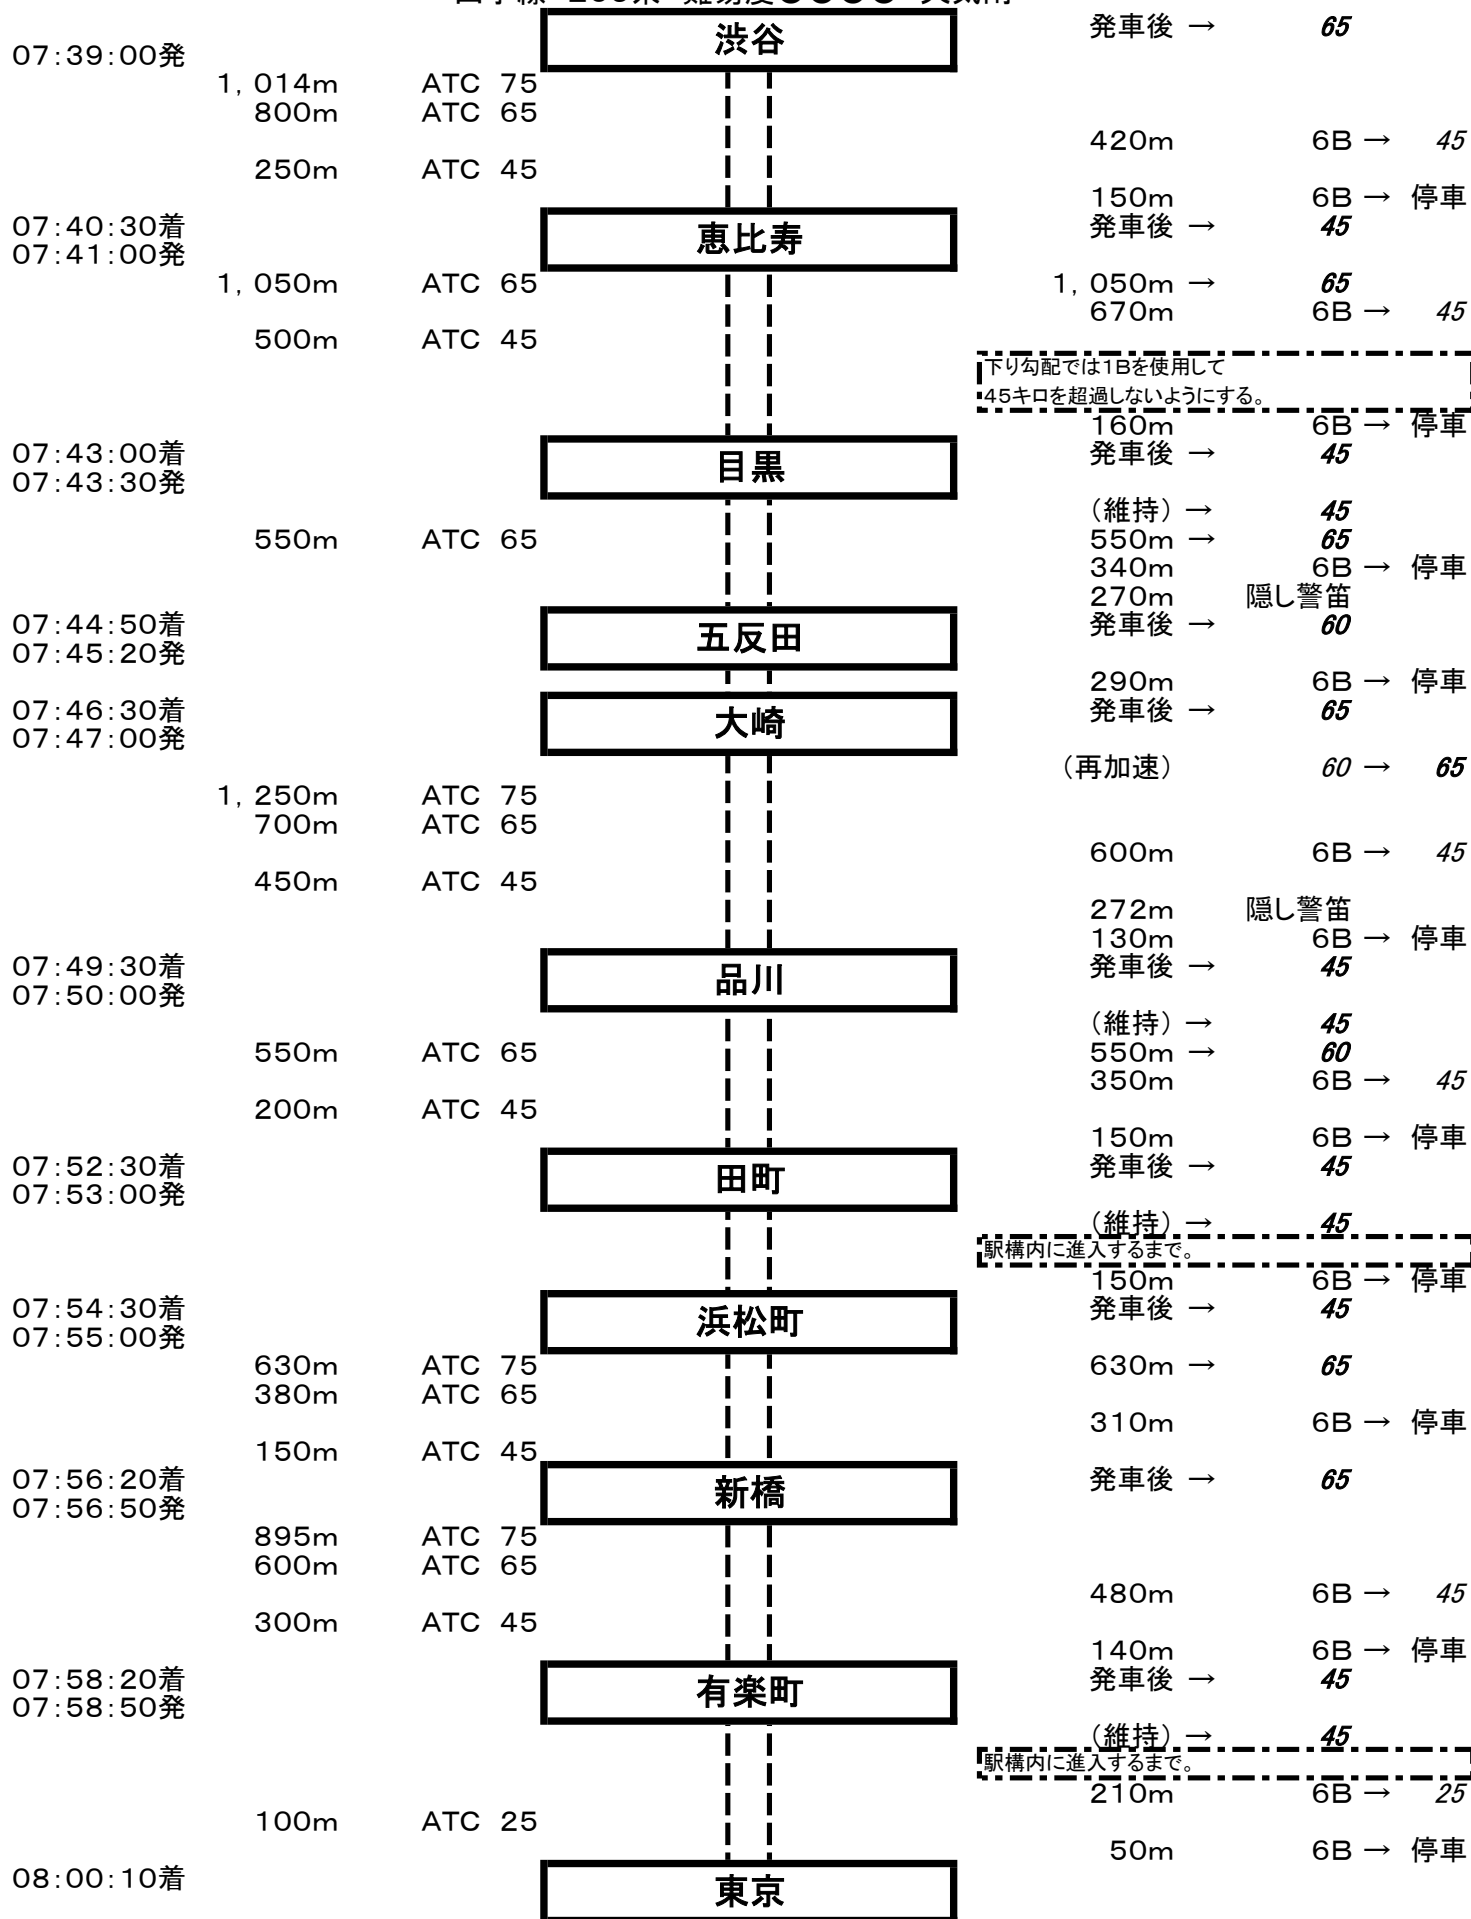 渋谷 発車後 → 65
07:39:00発
1,014m ATC 75
800m ATC 65
420m 6B → 45
250m ATC 45
150m 6B → 停車
07:40:30着 恵比寿 発車後 → 45
07:41:00発
1,050m ATC 65 1,050m → 65
670m 6B → 45
500m ATC 45
下り勾配では1Bを使用して
45キロを超過しないようにする。
160m 6B → 停車
07:43:00着 目黒 発車後 → 45
07:43:30発
(維持) → 45
550m ATC 65 550m → 65
340m 6B → 停車
270m 隠し警笛
07:44:50着 五反田 発車後 → 60
07:45:20発
290m 6B → 停車
07:46:30着 大崎 発車後 → 65
07:47:00発
(再加速) 60 → 65
1,250m ATC 75
700m ATC 65
600m 6B → 45
450m ATC 45
272m 隠し警笛
130m 6B → 停車
07:49:30着 品川 発車後 → 45
07:50:00発
(維持) → 45
550m ATC 65 550m → 60
350m 6B → 45
200m ATC 45
150m 6B → 停車
07:52:30着 田町 発車後 → 45
07:53:00発
(維持) → 45
駅構内に進入するまで。
150m 6B → 停車
07:54:30着 浜松町 発車後 → 45
07:55:00発
630m ATC 75 630m → 65
380m ATC 65
310m 6B → 停車
150m ATC 45
07:56:20着 新橋 発車後 → 65
07:56:50発
895m ATC 75
600m ATC 65
480m 6B → 45
300m ATC 45
140m 6B → 停車
07:58:20着 有楽町 発車後 → 45
07:58:50発
(維持) → 45
駅構内に進入するまで。
210m 6B → 25
100m ATC 25
50m 6B → 停車
08:00:10着 東京